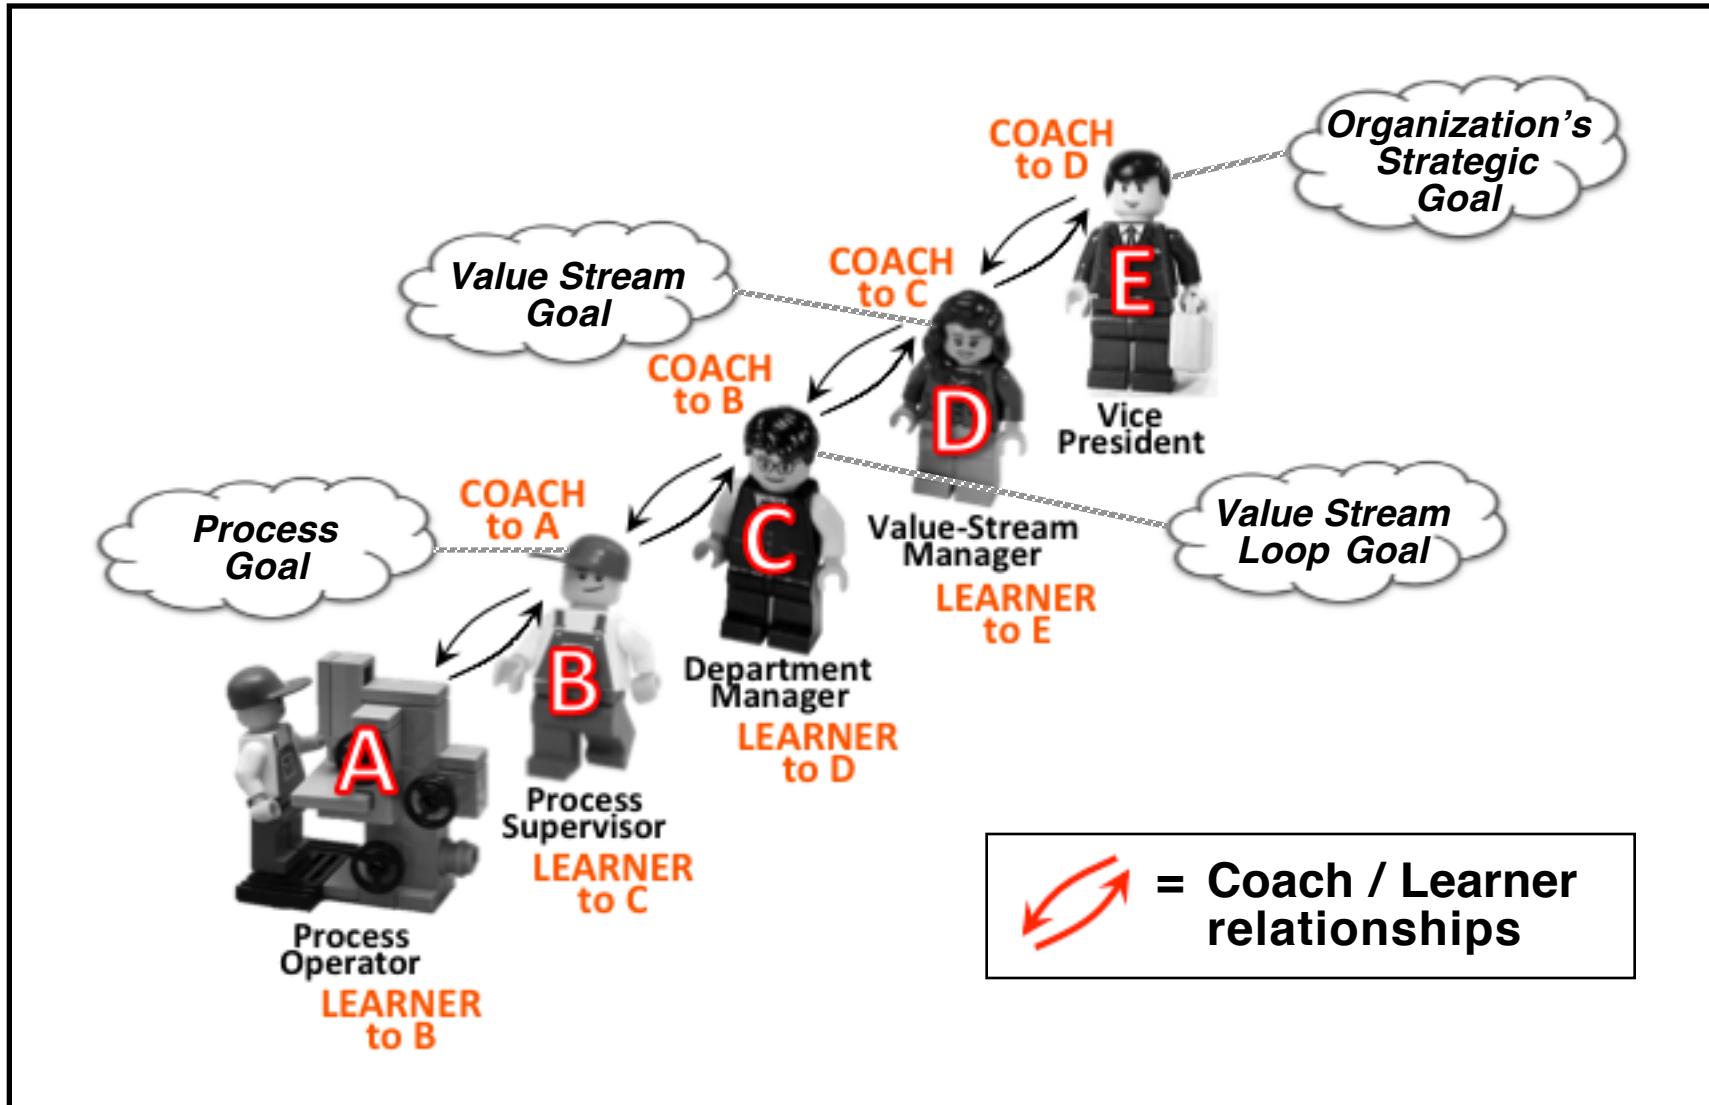 COACH
to D
Organization’s
Strategic
Goal
E
Vice
President
COACH
to C
Value Stream
Goal
D
Value-Stream
Manager
LEARNER
to E
COACH
to B
C
Value Stream
Loop Goal
Department
Manager
LEARNER
to D
COACH
to A
Process
Goal
B
Process
Supervisor
LEARNER
to C
A
Process
Operator
LEARNER
to B
= Coach / Learner
relationships